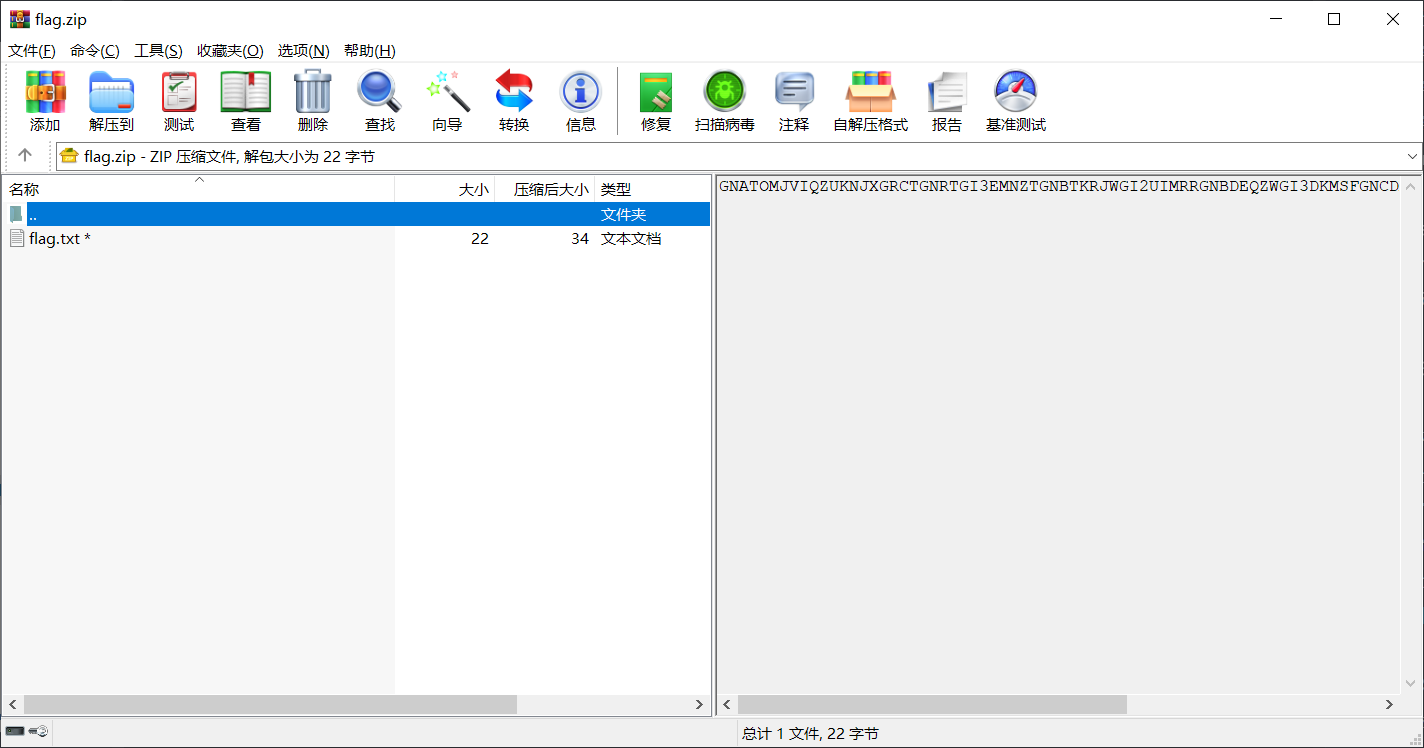 flag.zip
文件(F) 命令(C) 工具(S) 收藏夹(O) 选项(N) 帮助(H)
添加 解压到 测试 查看 删除 查找 向导 转换 信息 修复 扫描病毒 注释 自解压格式 报告 基准测试
flag.zip - ZIP 压缩文件, 解包大小为 22 字节
名称 大小 压缩后大小 类型
.. 文件夹
flag.txt * 22 34 文本文档
GNATOMJVIQZUKNJXGRCTGNRTGI3EMNZTGNBTKRJWGI2UIMRRGNBDEQZWGI3DKMSFGNCD
总计 1 文件, 22 字节